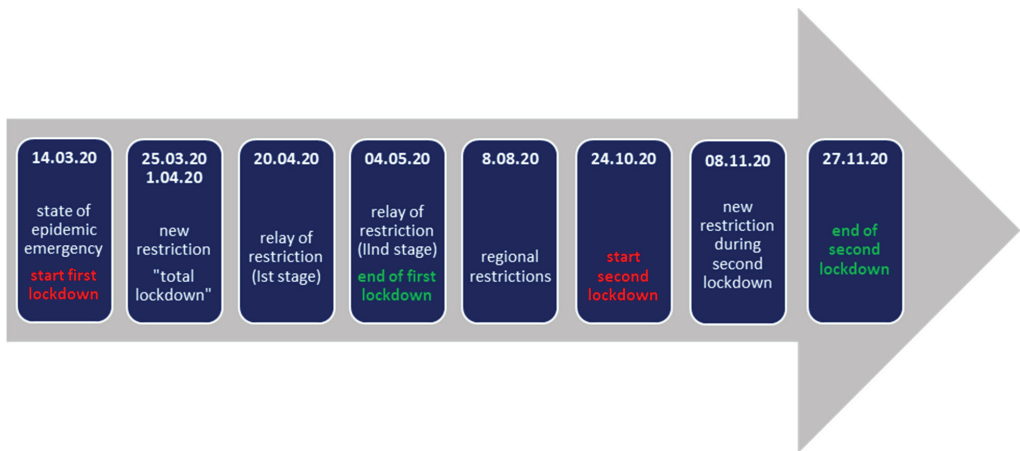 14.03.20
state of
epidemic
emergency
start first
lockdown
25.03.20
1.04.20
new
restriction
"total
lockdown"
20.04.20
relay of
restriction
(Ist stage)
04.05.20
relay of
restriction
(IInd stage)
end of first
lockdown
8.08.20
regional
restrictions
24.10.20
start
second
lockdown
08.11.20
new
restriction
during
second
lockdown
27.11.20
end of
second
lockdown